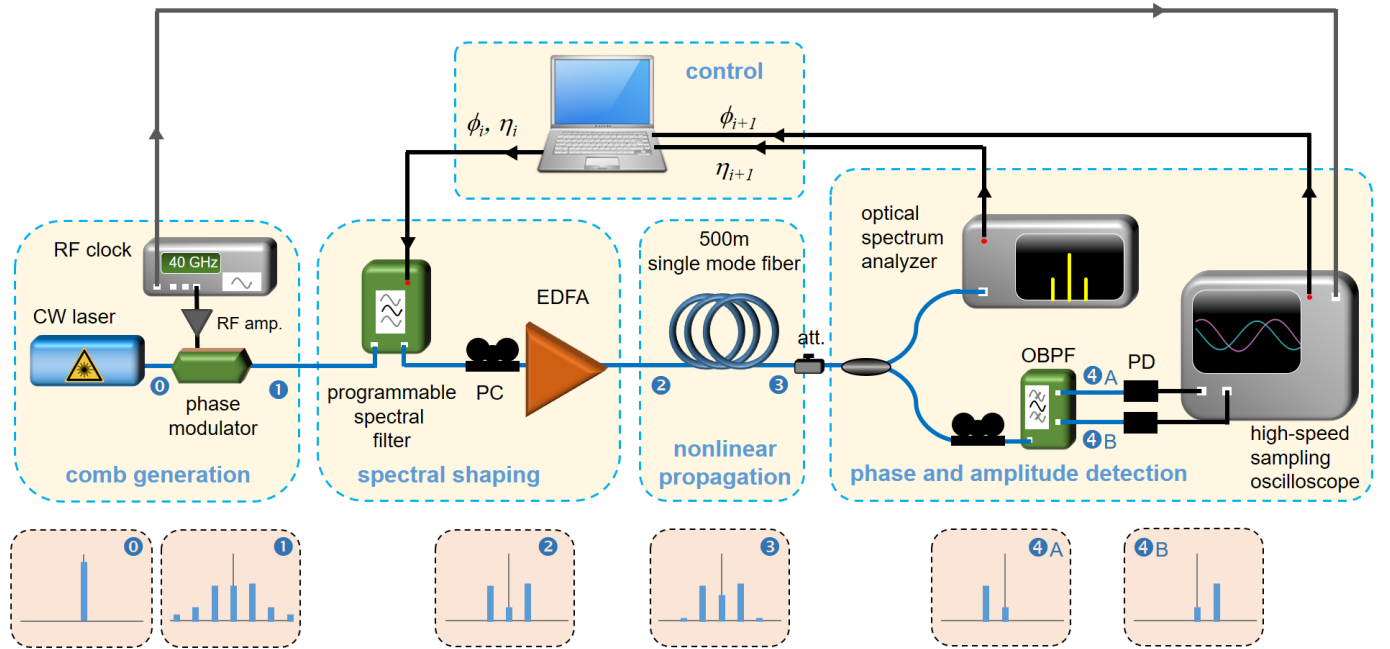 control
ϕi, ηi
ϕi+1
ηi+1
RF clock
40 GHz
RF amp.
CW laser
0
1
phase
modulator
comb generation
programmable
spectral
filter
PC
EDFA
spectral shaping
500m
single mode fiber
2
3
nonlinear
propagation
att.
optical
spectrum
analyzer
OBPF
4A
4B
PD
high-speed
sampling
oscilloscope
phase and amplitude detection
0
1
2
3
4A
4B